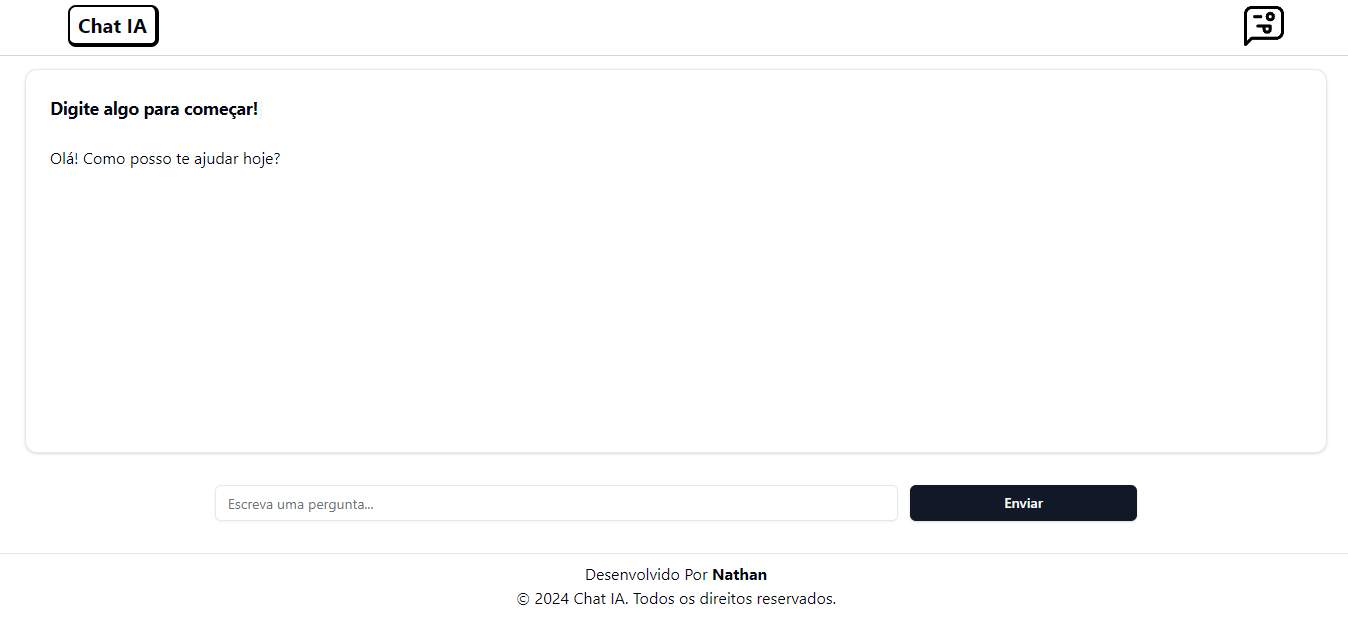 Chat IA
Digite algo para começar!
Olá! Como posso te ajudar hoje?
Escreva uma pergunta...
Enviar
Desenvolvido Por Nathan
© 2024 Chat IA. Todos os direitos reservados.